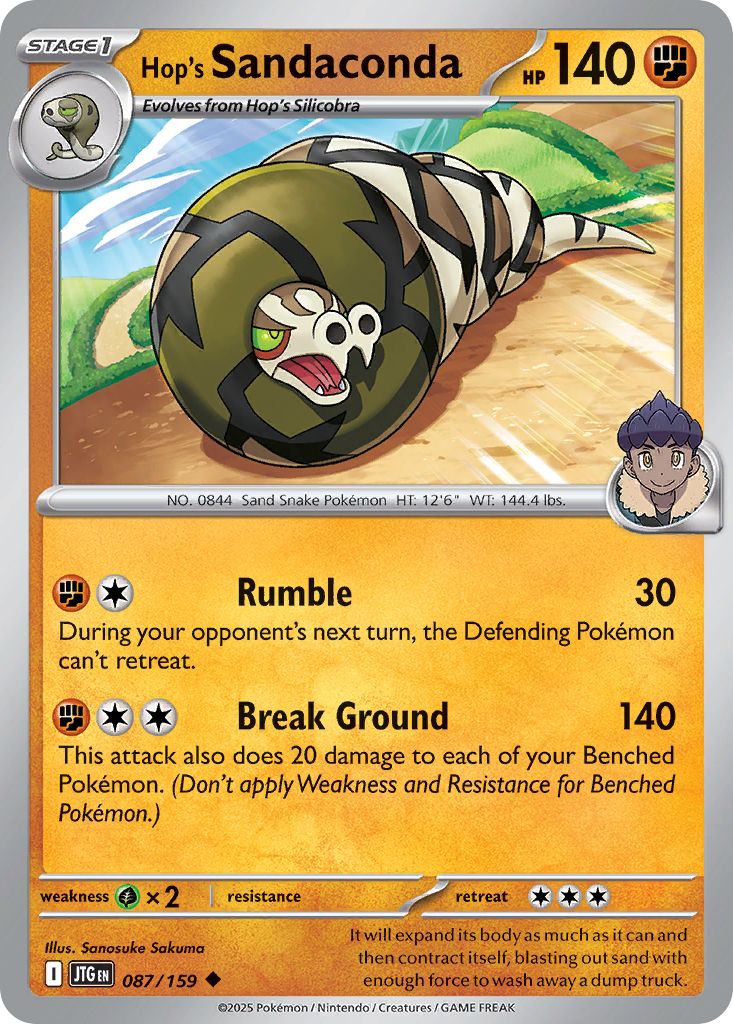 STAGE 1
Hop's Sandaconda
HP 140
Evolves from Hop's Silicobra
NO. 0844 Sand Snake Pokémon HT: 12'6" WT: 144.4 lbs.
Rumble 30
During your opponent's next turn, the Defending Pokémon
can't retreat.
Break Ground 140
This attack also does 20 damage to each of your Benched
Pokémon. (Don't apply Weakness and Resistance for Benched
Pokémon.)
weakness ×2 resistance retreat
Illus. Sanosuke Sakuma
I JTG EN 087/159
It will expand its body as much as it can and
then contract itself, blasting out sand with
enough force to wash away a dump truck.
©2025 Pokémon / Nintendo / Creatures / GAME FREAK